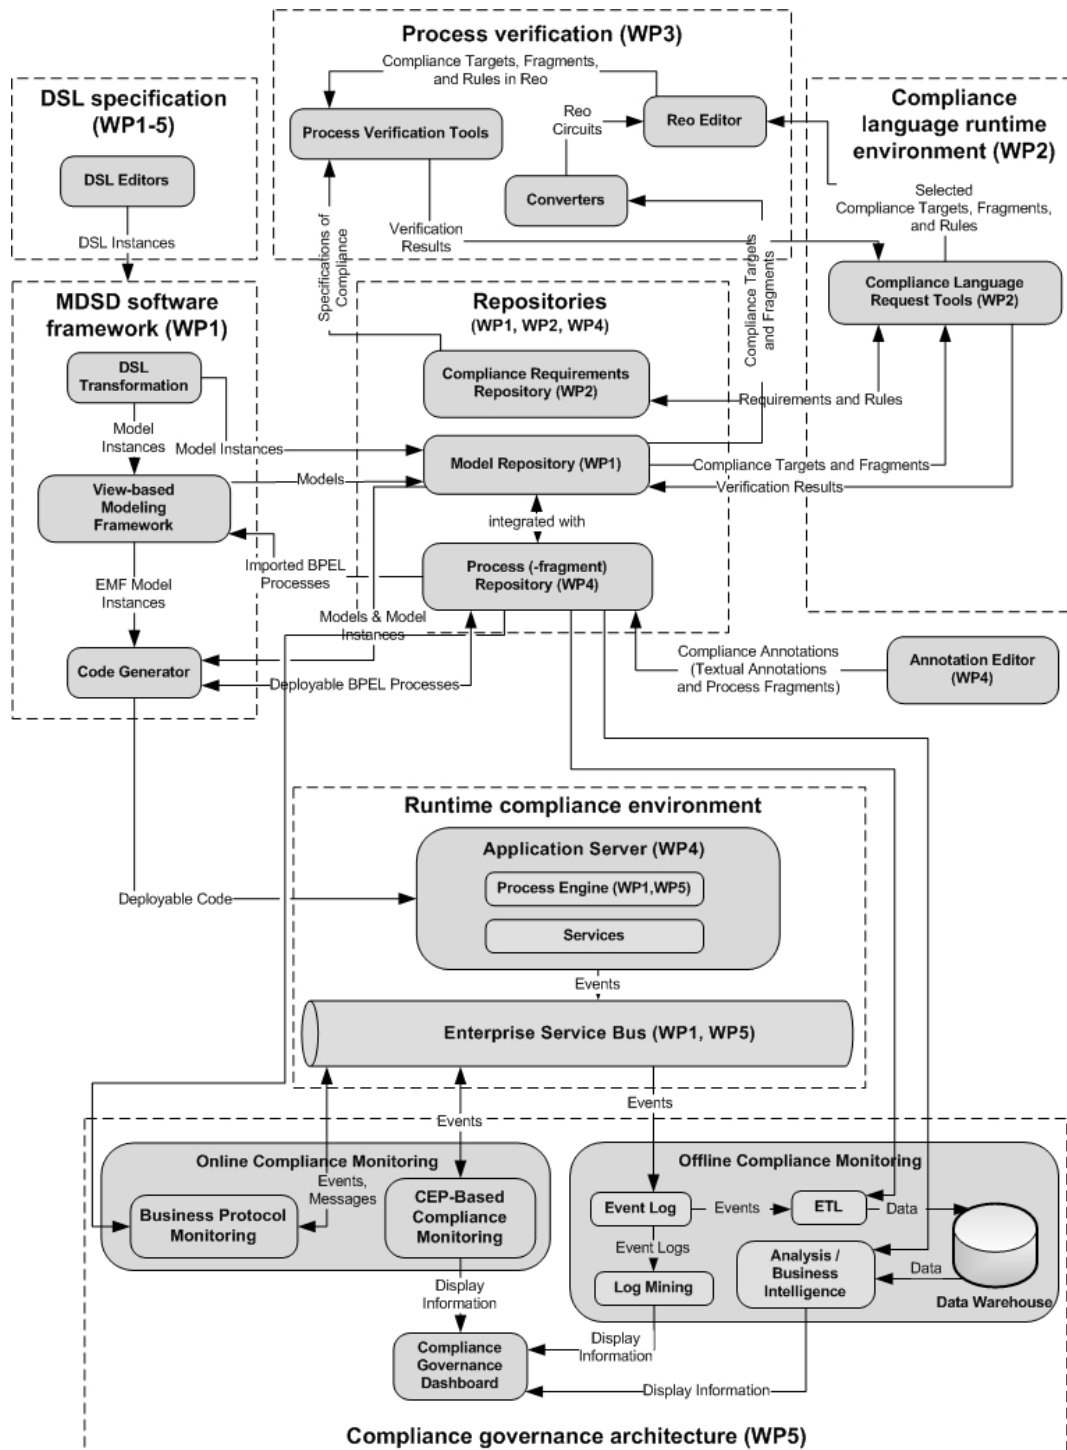 Process verification (WP3)
Compliance Targets, Fragments,
and Rules in Reo
DSL specification
(WP1-5)
DSL Editors
DSL Instances
Process Verification Tools
Reo
Circuits
Reo Editor
Converters
Verification
Results
Specifications of
Compliance
Compliance Targets
and Fragments
Compliance
language runtime
environment (WP2)
Selected
Compliance Targets, Fragments,
and Rules
Compliance Language
Request Tools (WP2)
MDSD software
framework (WP1)
DSL
Transformation
Model
Instances
Model Instances
View-based
Modeling
Framework
Models
EMF Model
Instances
Code Generator
Repositories
(WP1, WP2, WP4)
Compliance Requirements
Repository (WP2)
Requirements and Rules
Model Repository (WP1)
Compliance Targets and Fragments
Verification Results
integrated with
Process (-fragment)
Repository (WP4)
Imported BPEL
Processes
Models & Model
Instances
Deployable BPEL Processes
Compliance Annotations
(Textual Annotations
and Process Fragments)
Annotation Editor
(WP4)
Runtime compliance environment
Application Server (WP4)
Process Engine (WP1,WP5)
Services
Deployable Code
Events
Enterprise Service Bus (WP1, WP5)
Events
Events
Online Compliance Monitoring
Events,
Messages
Business Protocol
Monitoring
CEP-Based
Compliance
Monitoring
Offline Compliance Monitoring
Event Log
Events
ETL
Data
Event Logs
Log Mining
Analysis /
Business
Intelligence
Data
Data Warehouse
Display
Information
Compliance
Governance
Dashboard
Display
Information
Display Information
Compliance governance architecture (WP5)